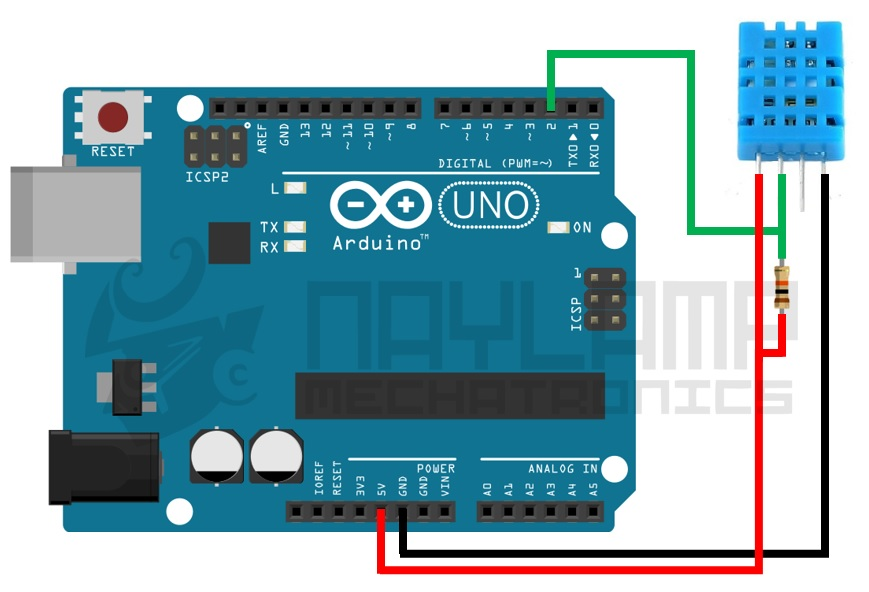 RESET
ICSP2
AREF
GND
13
12
~11
~10
~9
8
7
~6
~5
4
~3
2
TX0 ▶ 1
RX0 ◀ 0
DIGITAL (PWM=~)
L
TX
RX
UNO
Arduino™
ON
1
ICSP
NAYLAMP
MECHATRONICS
POWER
ANALOG IN
IOREF
RESET
3V3
5V
GND
GND
VIN
A0
A1
A2
A3
A4
A5